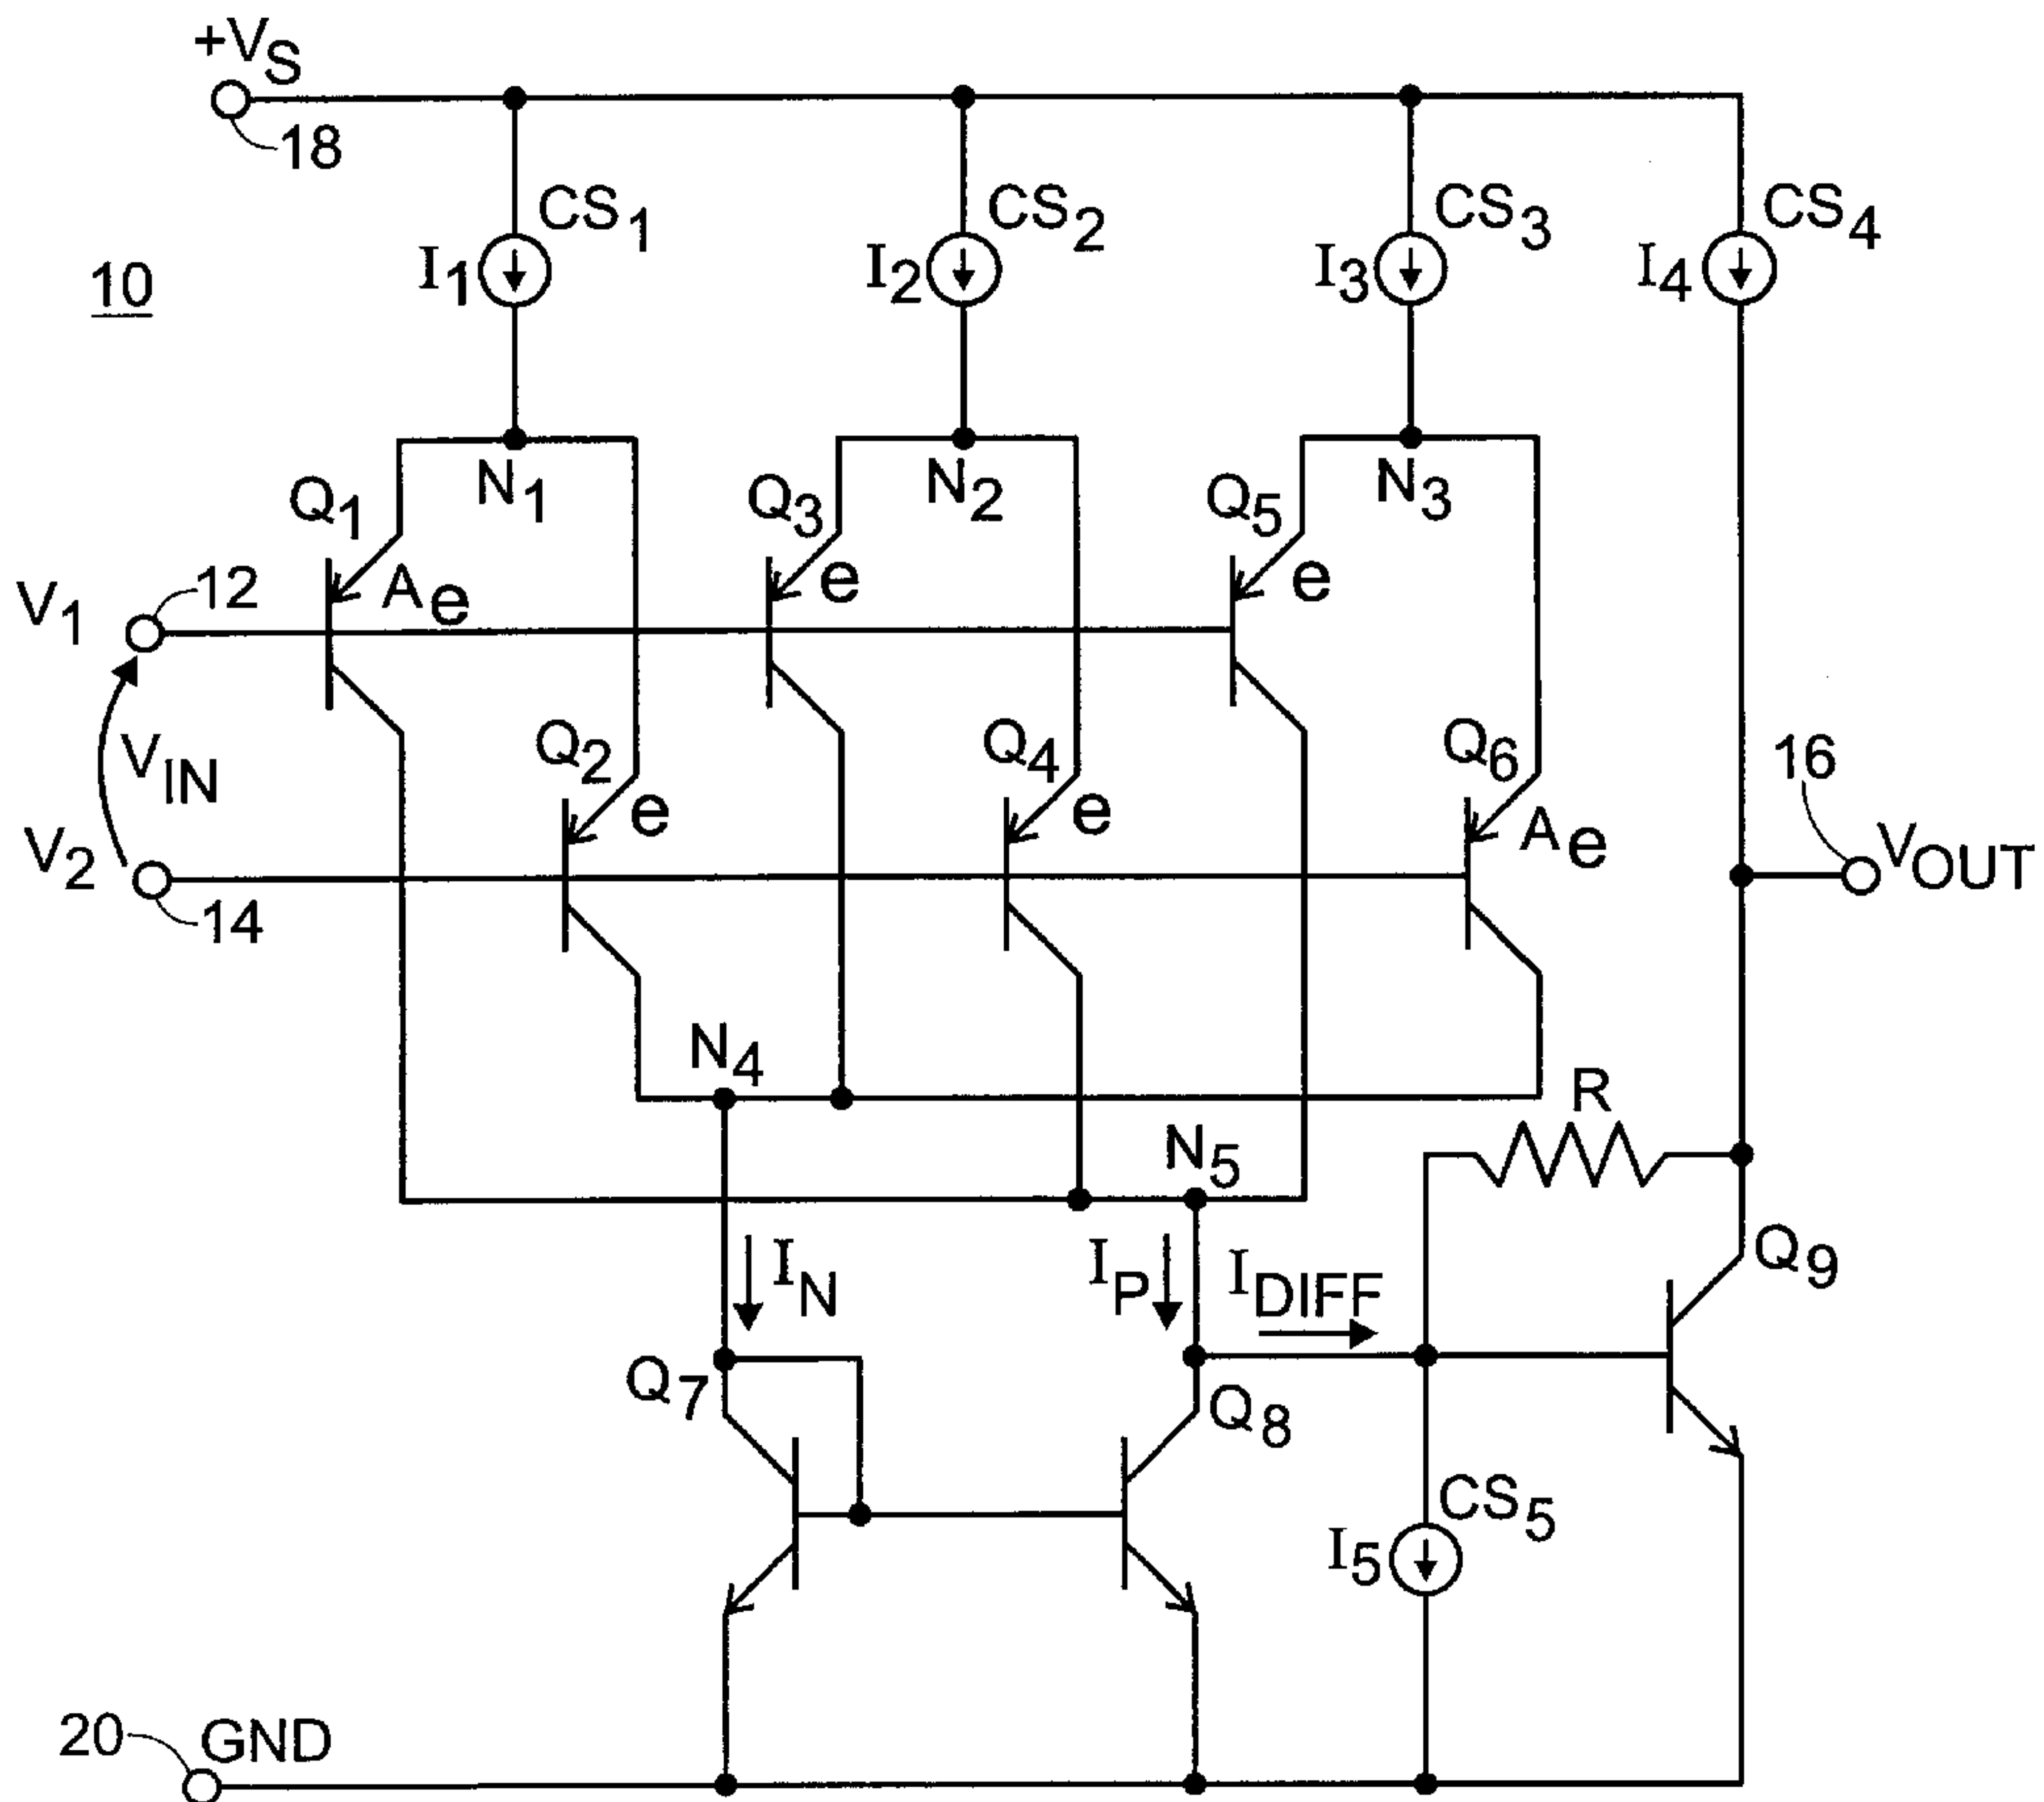 +VS
18
CS1
CS2
CS3
CS4
I1
I2
I3
I4
10
N1
N2
N3
Q1
Q3
Q5
Ae
e
e
V1
12
VIN
V2
14
Q2
Q4
Q6
e
e
Ae
16
VOUT
N4
R
N5
IN
IP
IDIFF
Q9
Q7
Q8
CS5
I5
20
GND